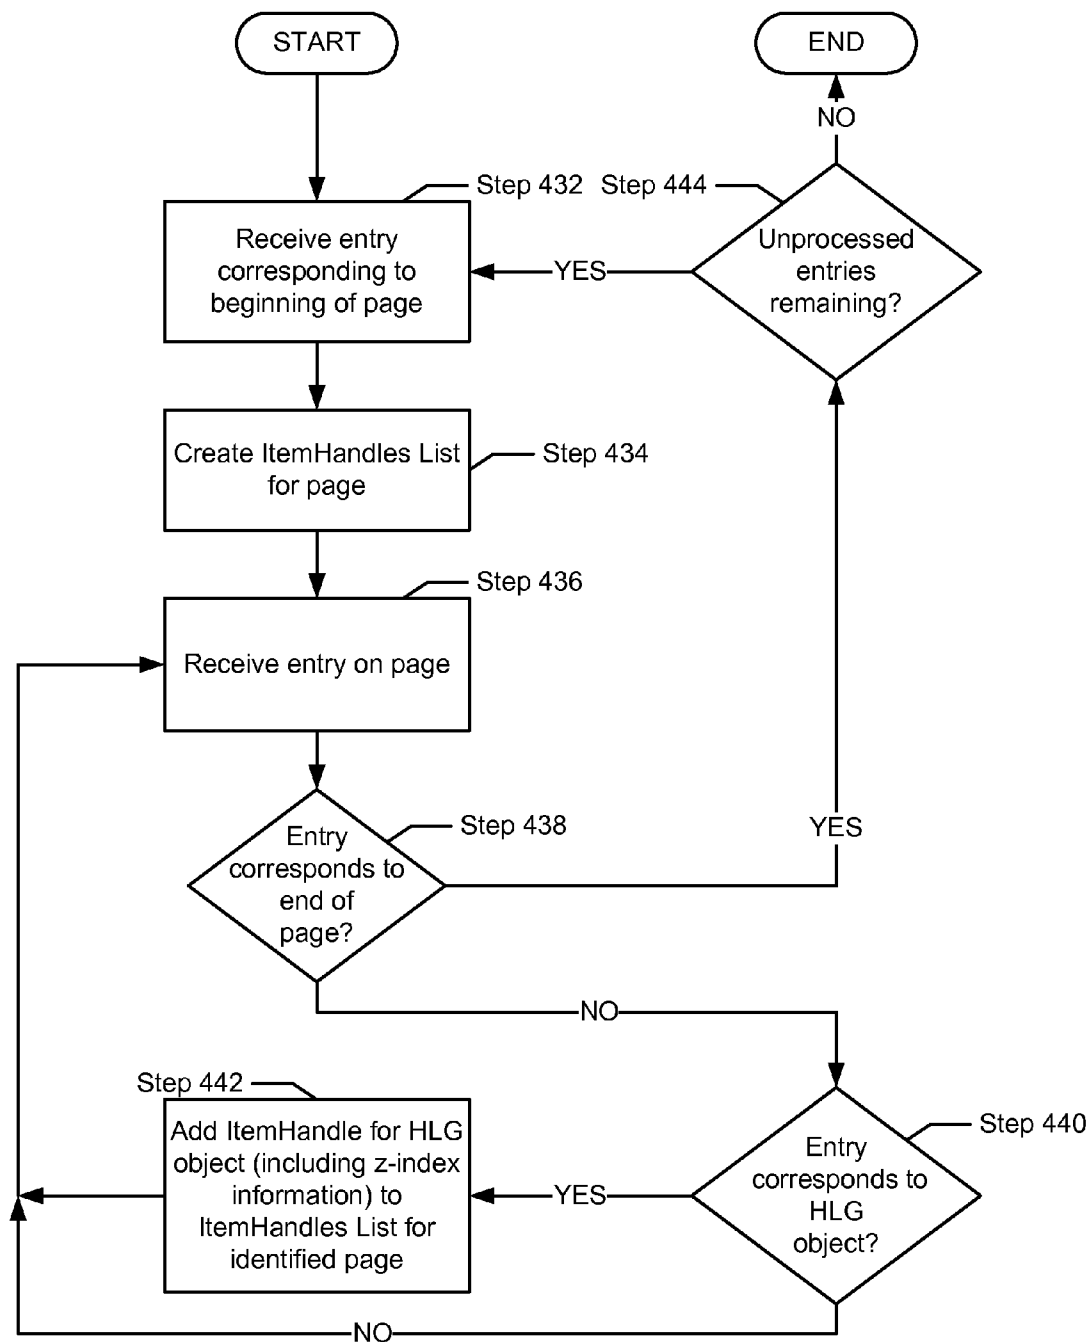 START
END
NO
Step 432
Step 444
Receive entry
corresponding to
beginning of page
YES
Unprocessed
entries
remaining?
Create ItemHandles List
for page
Step 434
Step 436
Receive entry on page
Step 438
Entry
corresponds to
end of
page?
YES
NO
Step 442
Add ItemHandle for HLG
object (including z-index
information) to
ItemHandles List for
identified page
YES
Step 440
Entry
corresponds to
HLG
object?
NO